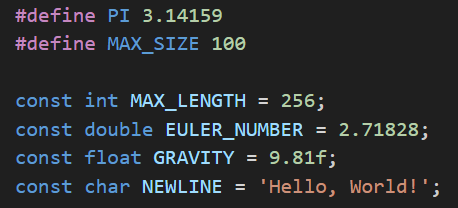 #define PI 3.14159
#define MAX_SIZE 100
const int MAX_LENGTH = 256;
const double EULER_NUMBER = 2.71828;
const float GRAVITY = 9.81f;
const char NEWLINE = 'Hello, World!';